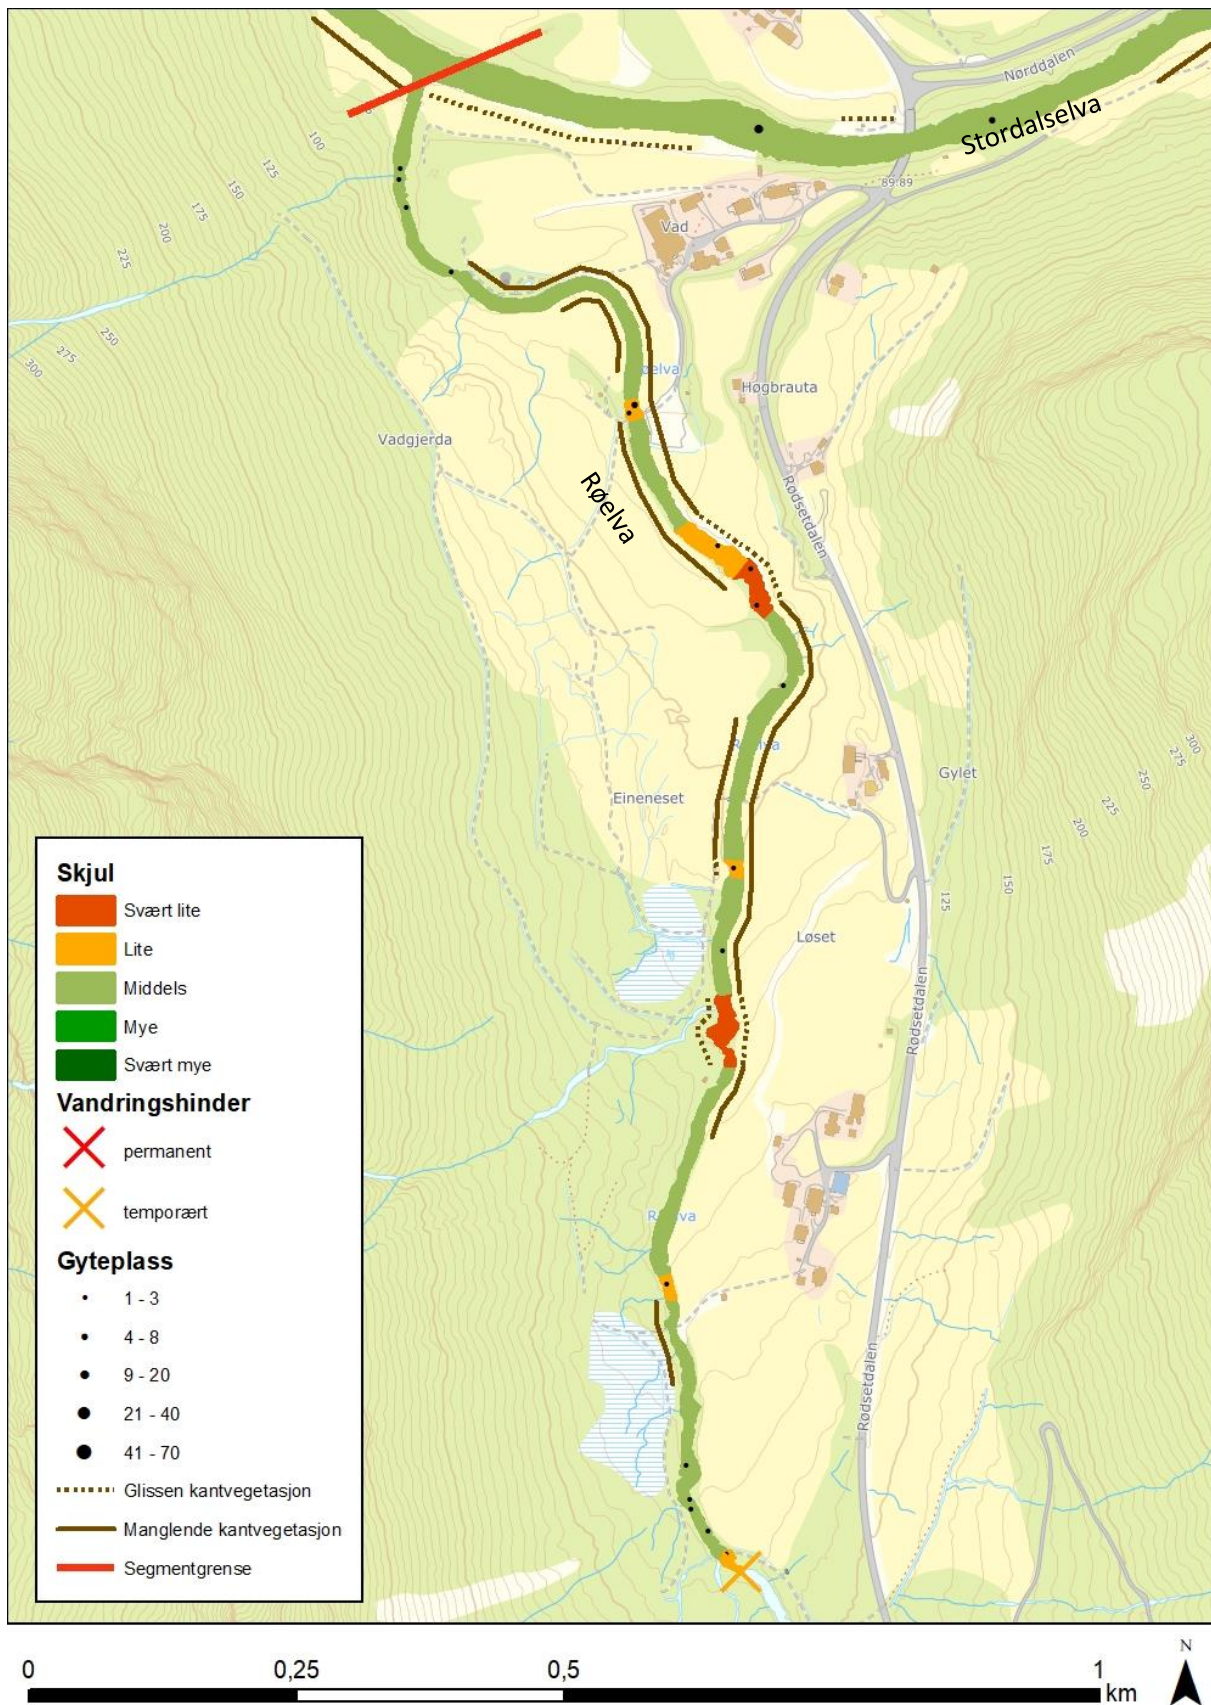 Nørddalen
Stordalselva
89.89
100
125
150
175
200
225
250
275
300
Vad
Røelva
Høgbrauta
Vadgjerda
Rødsetdalen
Røelva
Eineneset
Gylet
300
275
250
225
200
175
150
125
Løset
Rødsetdalen
Rødsetdalen
Skjul
Svært lite
Lite
Middels
Mye
Svært mye
Vandringshinder
permanent
temporært
Gyteplass
1 - 3
4 - 8
9 - 20
21 - 40
41 - 70
Glissen kantvegetasjon
Manglende kantvegetasjon
Segmentgrense
N
0 0,25 0,5 1
km